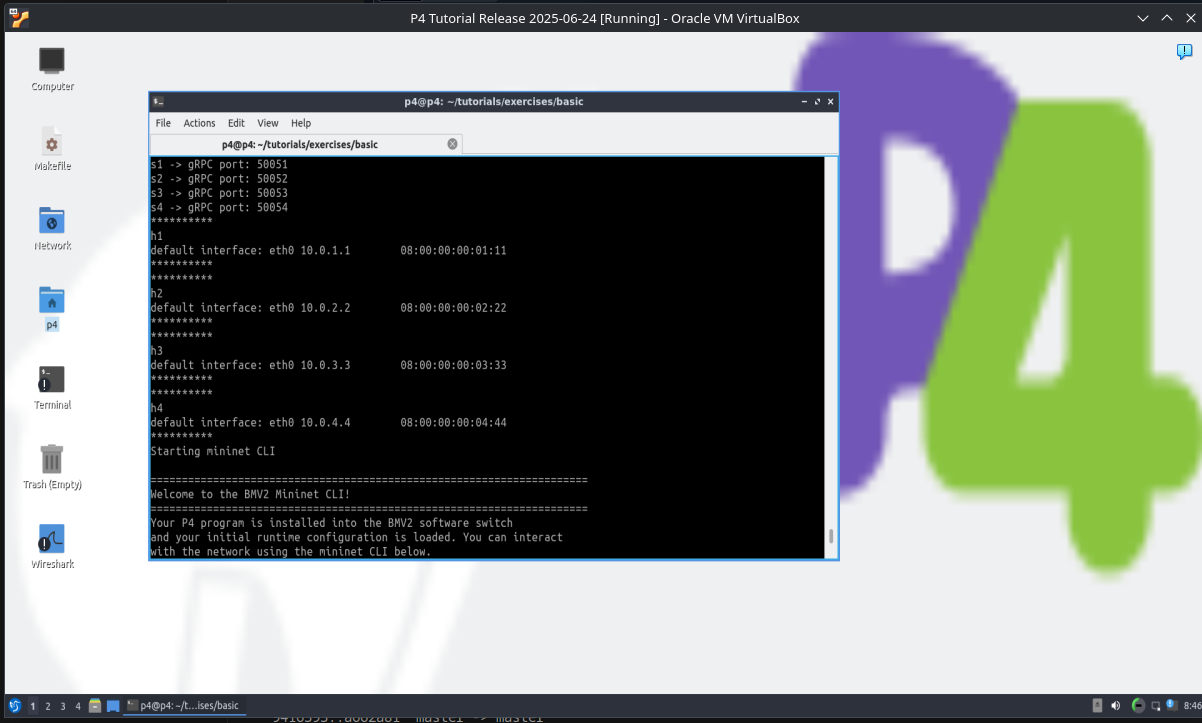 P4 Tutorial Release 2025-06-24 [Running] - Oracle VM VirtualBox
Computer
Makefile
Network
p4
Terminal
Trash (Empty)
Wireshark
p4@p4: ~/tutorials/exercises/basic
File Actions Edit View Help
p4@p4: ~/tutorials/exercises/basic
s1 -> gRPC port: 50051
s2 -> gRPC port: 50052
s3 -> gRPC port: 50053
s4 -> gRPC port: 50054
**********
h1
default interface: eth0 10.0.1.1        08:00:00:00:01:11
**********
**********
h2
default interface: eth0 10.0.2.2        08:00:00:00:02:22
**********
**********
h3
default interface: eth0 10.0.3.3        08:00:00:00:03:33
**********
**********
h4
default interface: eth0 10.0.4.4        08:00:00:00:04:44
**********
Starting mininet CLI
======================================================================
Welcome to the BMV2 Mininet CLI!
======================================================================
Your P4 program is installed into the BMV2 software switch
and your initial runtime configuration is loaded. You can interact
with the network using the mininet CLI below.
P4
1 2 3 4 p4@p4: ~/t...ises/basic
master -> master